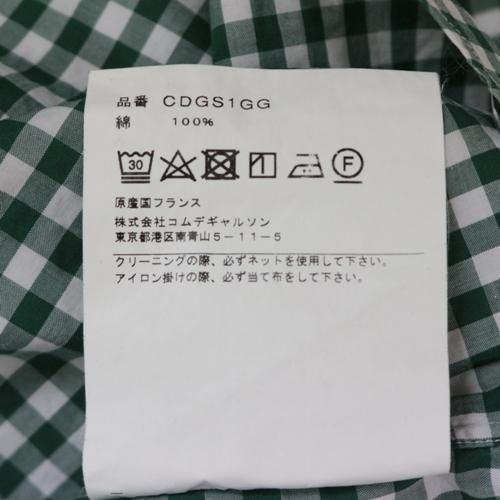 品番 CDGS1GG
綿 100%
30 F
原産国フランス
株式会社コムデギャルソン
東京都港区南青山5-11-5
クリーニングの際、必ずネットを使用して下さい。
アイロン掛けの際、必ず当て布をして下さい。